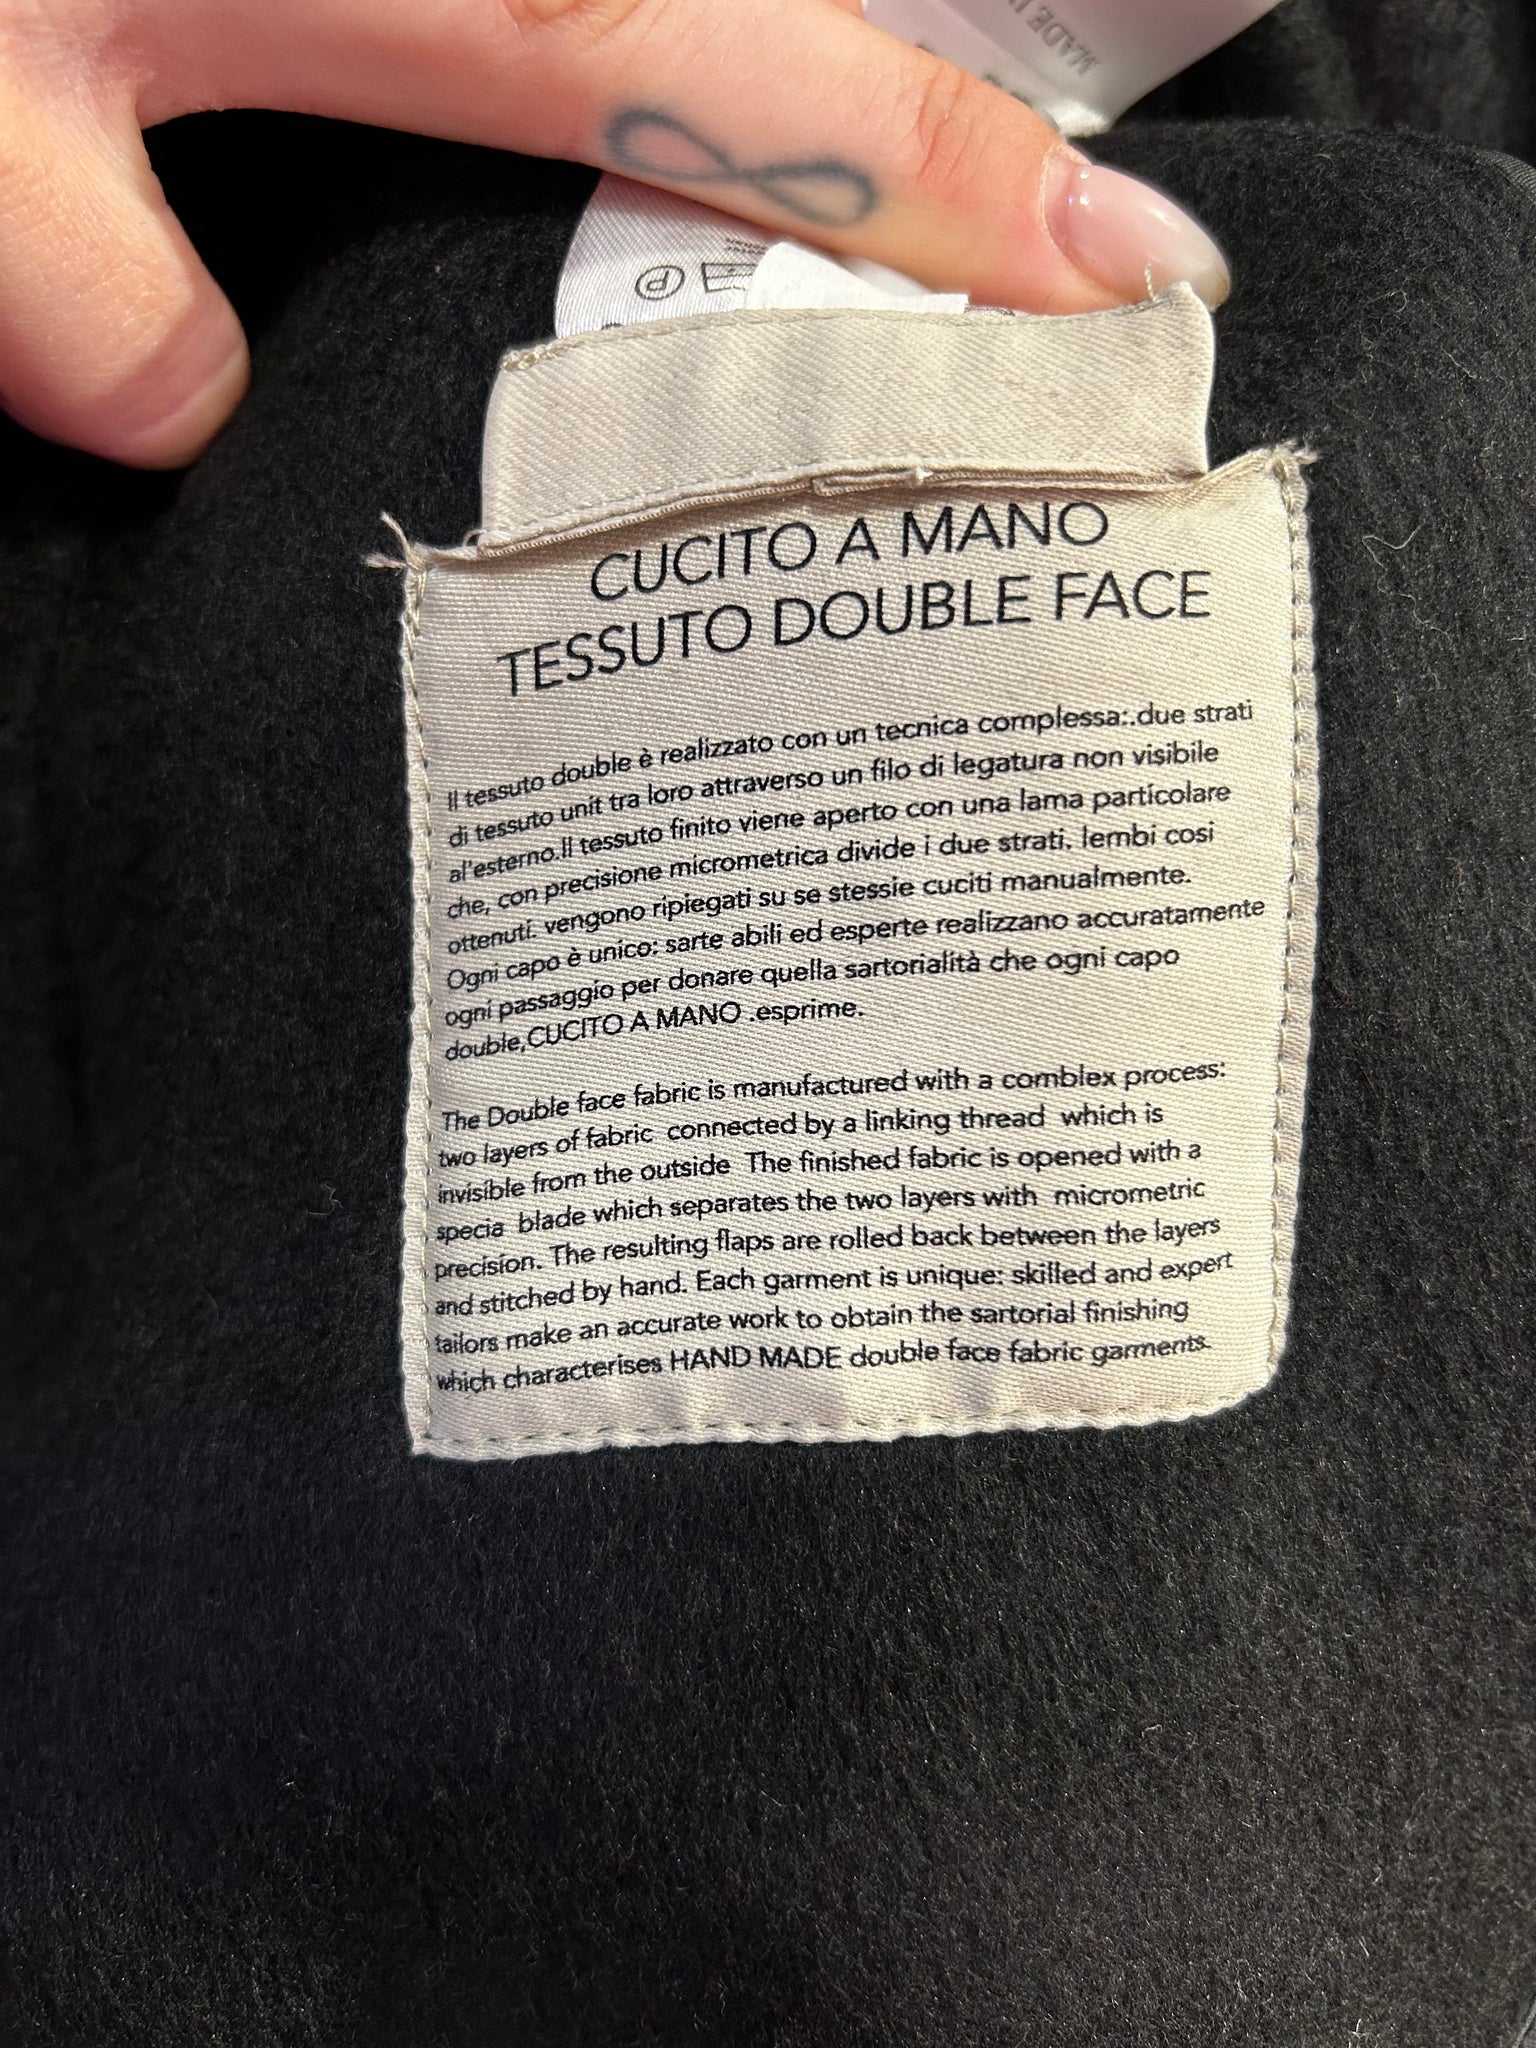 MADE
P
CUCITO A MANO
TESSUTO DOUBLE FACE
Il tessuto double è realizzato con un tecnica complessa:.due strati
di tessuto unit tra loro attraverso un filo di legatura non visibile
al'esterno.Il tessuto finito viene aperto con una lama particolare
che, con precisione micrometrica divide i due strati. lembi cosi
ottenuti. vengono ripiegati su se stessie cuciti manualmente.
Ogni capo è unico: sarte abili ed esperte realizzano accuratamente
ogni passaggio per donare quella sartorialità che ogni capo
double,CUCITO A MANO .esprime.
The Double face fabric is manufactured with a comblex process:
two layers of fabric connected by a linking thread which is
invisible from the outside The finished fabric is opened with a
specia blade which separates the two layers with micrometric
precision. The resulting flaps are rolled back between the layers
and stitched by hand. Each garment is unique: skilled and expert
tailors make an accurate work to obtain the sartorial finishing
which characterises HAND MADE double face fabric garments.